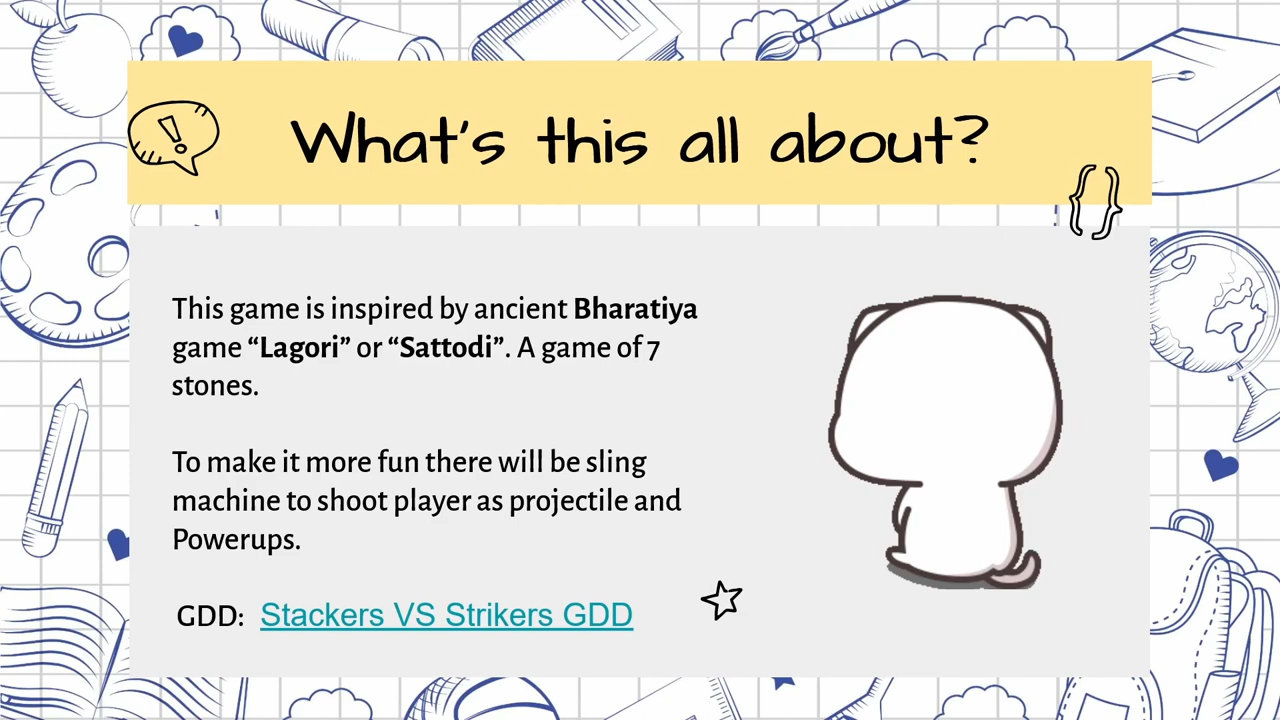 What's this all about?
This game is inspired by ancient Bharatiya
game “Lagori” or “Sattodi”. A game of 7
stones.
To make it more fun there will be sling
machine to shoot player as projectile and
Powerups.
GDD: Stackers VS Strikers GDD